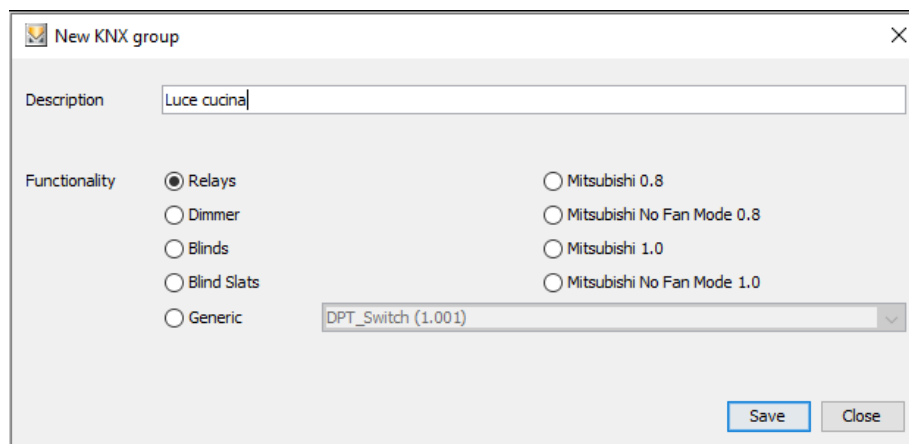 New KNX group
Description Luce cucina
Functionality Relays Mitsubishi 0.8
Dimmer Mitsubishi No Fan Mode 0.8
Blinds Mitsubishi 1.0
Blind Slats Mitsubishi No Fan Mode 1.0
Generic DPT_Switch (1.001)
Save Close